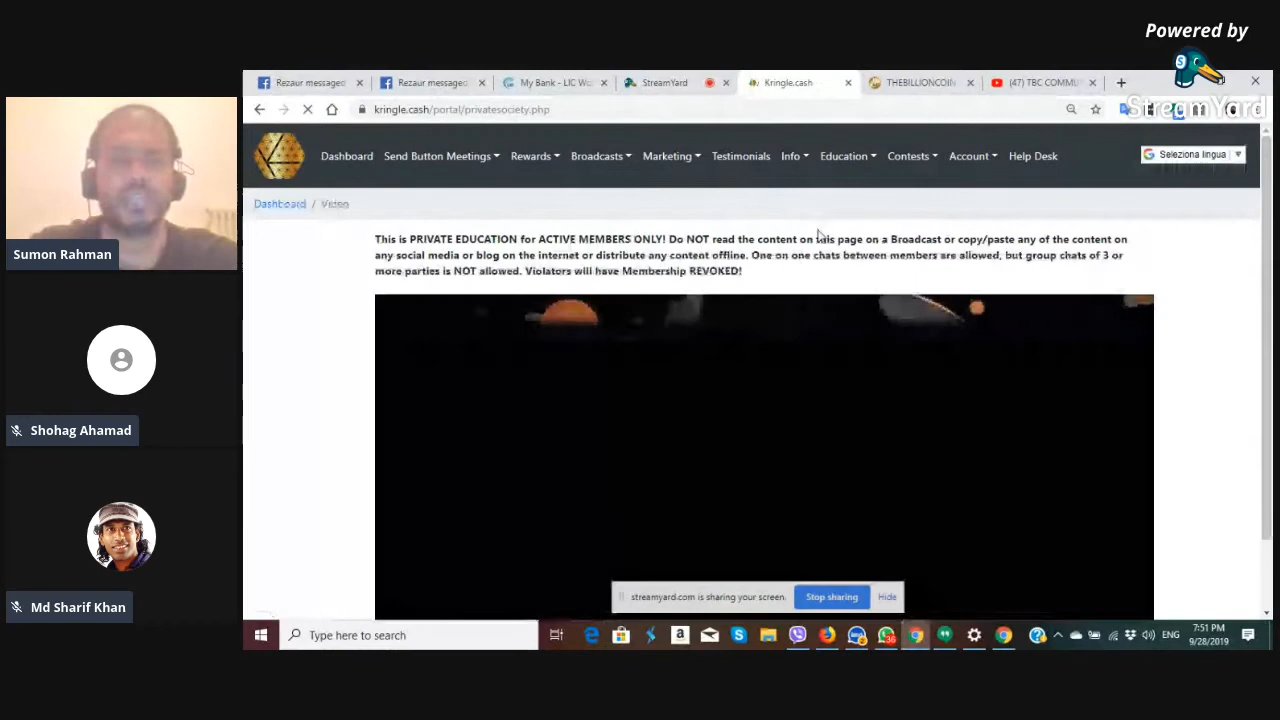 Powered by
StreamYard
Rezaur messaged
Rezaur messaged
My Bank - LIC Wo
StreamYard
Kringle.cash
THEBILLIONCOIN
(47) TBC COMMU
kringle.cash/portal/privatesociety.php
Dashboard Send Button Meetings Rewards Broadcasts Marketing Testimonials Info Education Contests Account Help Desk
Seleziona lingua
Dashboard / Video
This is PRIVATE EDUCATION for ACTIVE MEMBERS ONLY! Do NOT read the content on this page on a Broadcast or copy/paste any of the content on
any social media or blog on the internet or distribute any content offline. One on one chats between members are allowed, but group chats of 3 or
more parties is NOT allowed. Violators will have Membership REVOKED!
Sumon Rahman
Shohag Ahamad
Md Sharif Khan
streamyard.com is sharing your screen.
Stop sharing
Hide
Type here to search
36
ENG
7:51 PM
9/28/2019